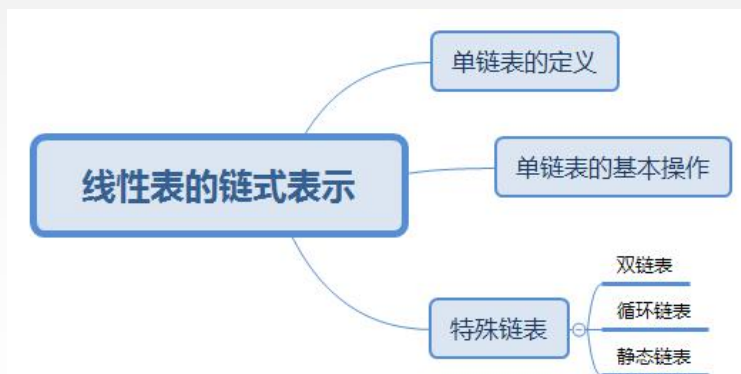 单链表的定义
线性表的链式表示
单链表的基本操作
特殊链表
双链表
循环链表
静态链表